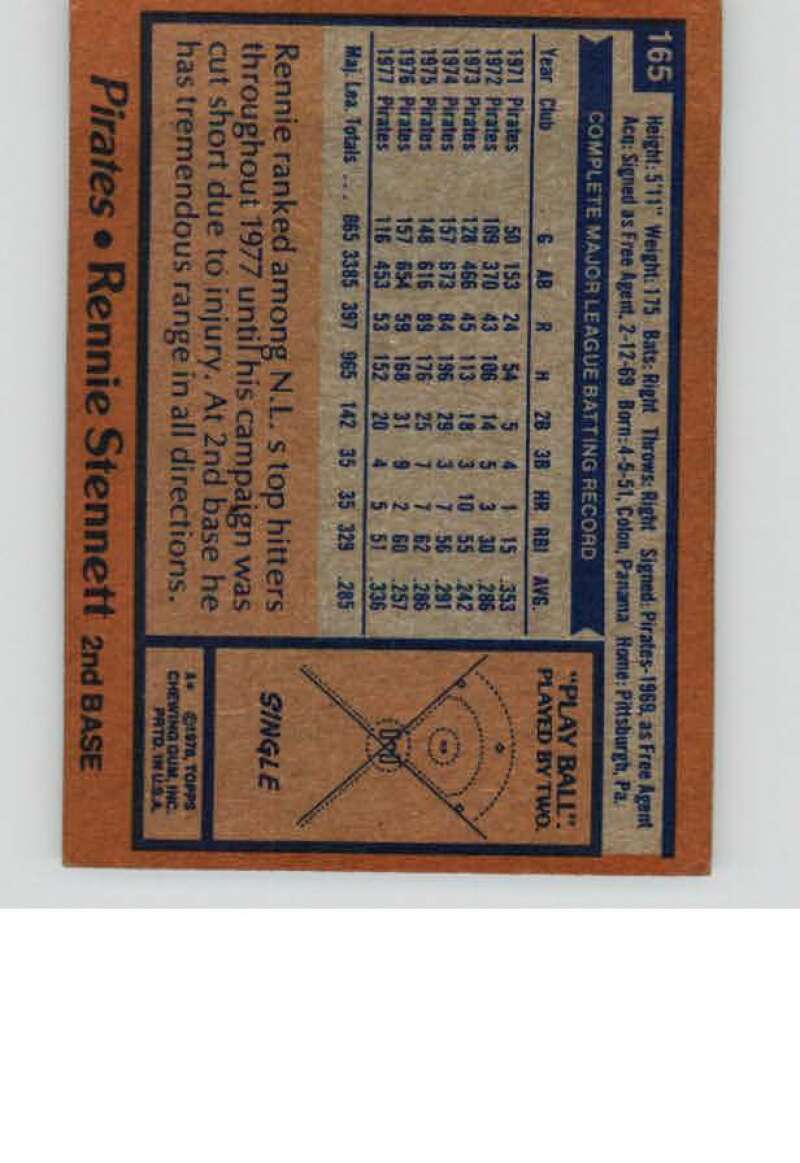 165
Height: 5'11" Weight: 175 Bats: Right Throws: Right Signed: Pirates-1969, as Free Agent
Acq: Signed as Free Agent, 2-12-69 Born: 4-5-51, Colon, Panama Home: Pittsburgh, Pa.
COMPLETE MAJOR LEAGUE BATTING RECORD
Year Club G AB R H 2B 3B HR RBI AVG.
1971 Pirates 50 153 24 54 5 4 1 15 .353
1972 Pirates 109 370 43 106 14 5 3 30 .286
1973 Pirates 128 466 45 113 18 3 10 55 .242
1974 Pirates 157 673 84 196 29 3 7 56 .291
1975 Pirates 148 616 89 176 25 7 7 62 .286
1976 Pirates 157 654 59 168 31 9 2 60 .257
1977 Pirates 116 453 53 152 20 4 5 51 .336
Maj. Lea. Totals ... 865 3385 397 965 142 35 35 329 .285
Rennie ranked among N.L.'s top hitters
throughout 1977 until his campaign was
cut short due to injury. At 2nd base he
has tremendous range in all directions.
"PLAY BALL"
PLAYED BY TWO.
SINGLE
A* ©1978, TOPPS
CHEWING GUM, INC.
PRTD. IN U.S.A.
Pirates • Rennie Stennett 2nd BASE